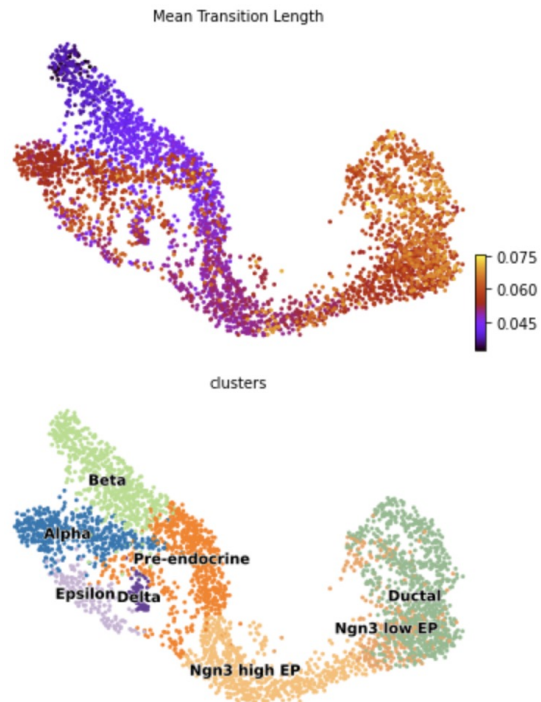 Mean Transition Length
0.075
0.060
0.045
clusters
Beta
Alpha
Pre-endocrine
Epsilon
Delta
Ductal
Ngn3 low EP
Ngn3 high EP